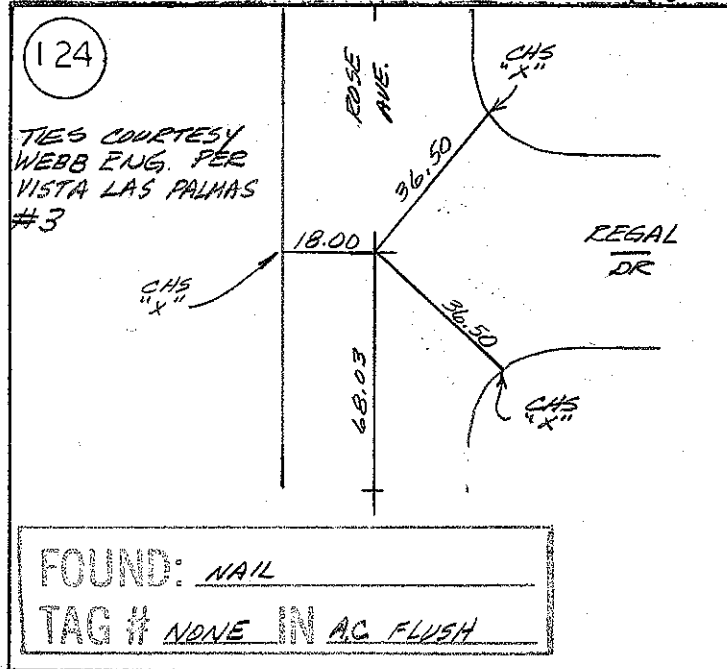 124
TIES COURTESY
WEBB ENG. PER
VISTA LAS PALMAS
#3
ROSE
AVE.
CHS
"X"
36.50
18.00
REGAL
DR
CHS
"X"
36.50
68.03
CHS
"X"
FOUND: NAIL
TAG # NONE IN A.C. FLUSH